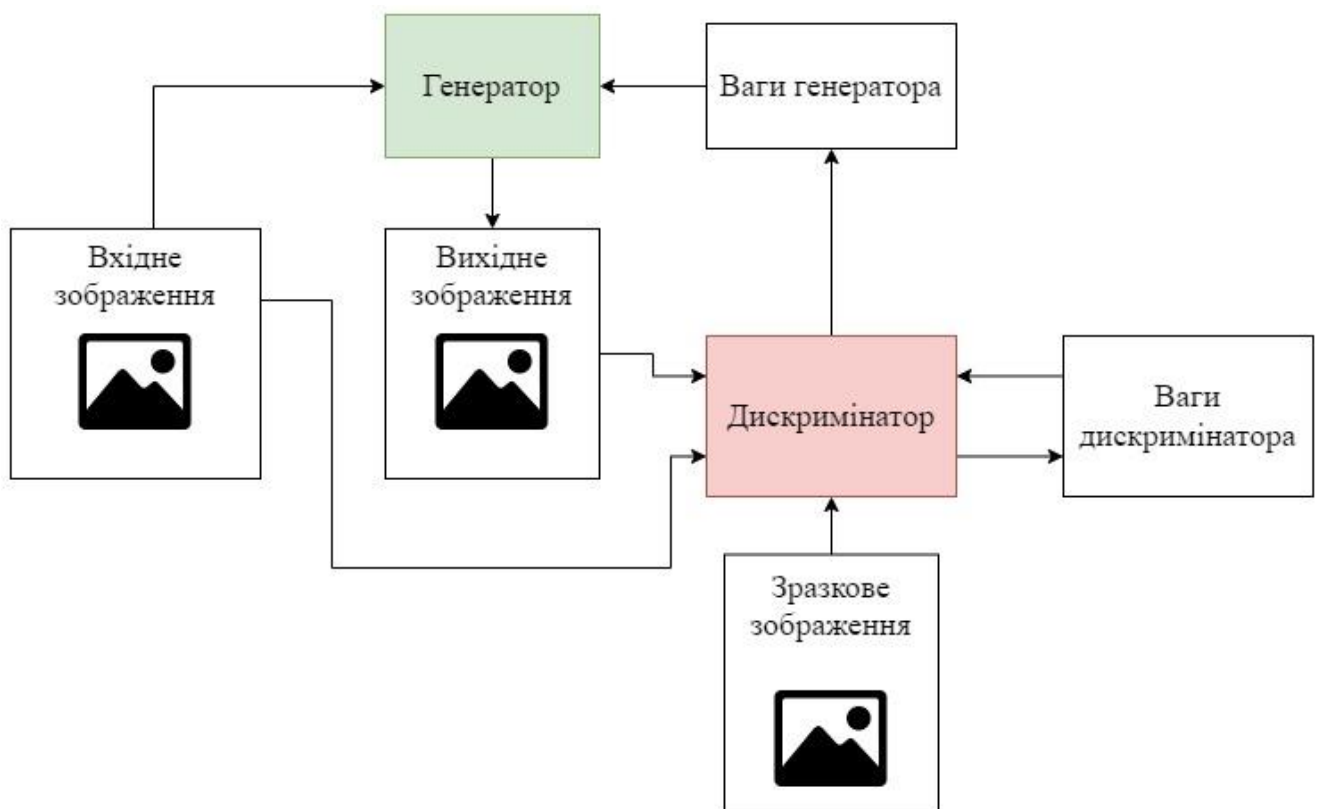 Генератор
Ваги генератора
Вхідне
зображення
Вихідне
зображення
Дискримінатор
Ваги
дискримінатора
Зразкове
зображення